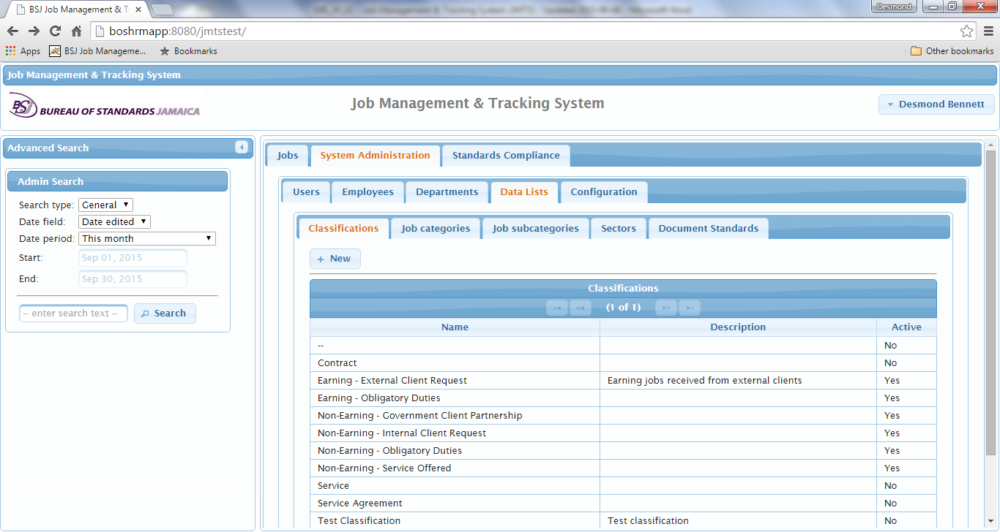 BSJ Job Management & T
Desmond
boshrmapp:8080/jmtstest/
Apps BSJ Job Manageme... Bookmarks Other bookmarks
Job Management & Tracking System
BSJ BUREAU OF STANDARDS JAMAICA
Job Management & Tracking System
Desmond Bennett
Advanced Search
Admin Search
Search type: General
Date field: Date edited
Date period: This month
Start: Sep 01, 2015
End: Sep 30, 2015
-- enter search text -- Search
Jobs System Administration Standards Compliance
Users Employees Departments Data Lists Configuration
Classifications Job categories Job subcategories Sectors Document Standards
+ New
Classifications
(1 of 1)
Name Description Active
-- No
Contract No
Earning - External Client Request Earning jobs received from external clients Yes
Earning - Obligatory Duties Yes
Non-Earning - Government Client Partnership Yes
Non-Earning - Internal Client Request Yes
Non-Earning - Obligatory Duties Yes
Non-Earning - Service Offered Yes
Service No
Service Agreement No
Test Classification Test classification No